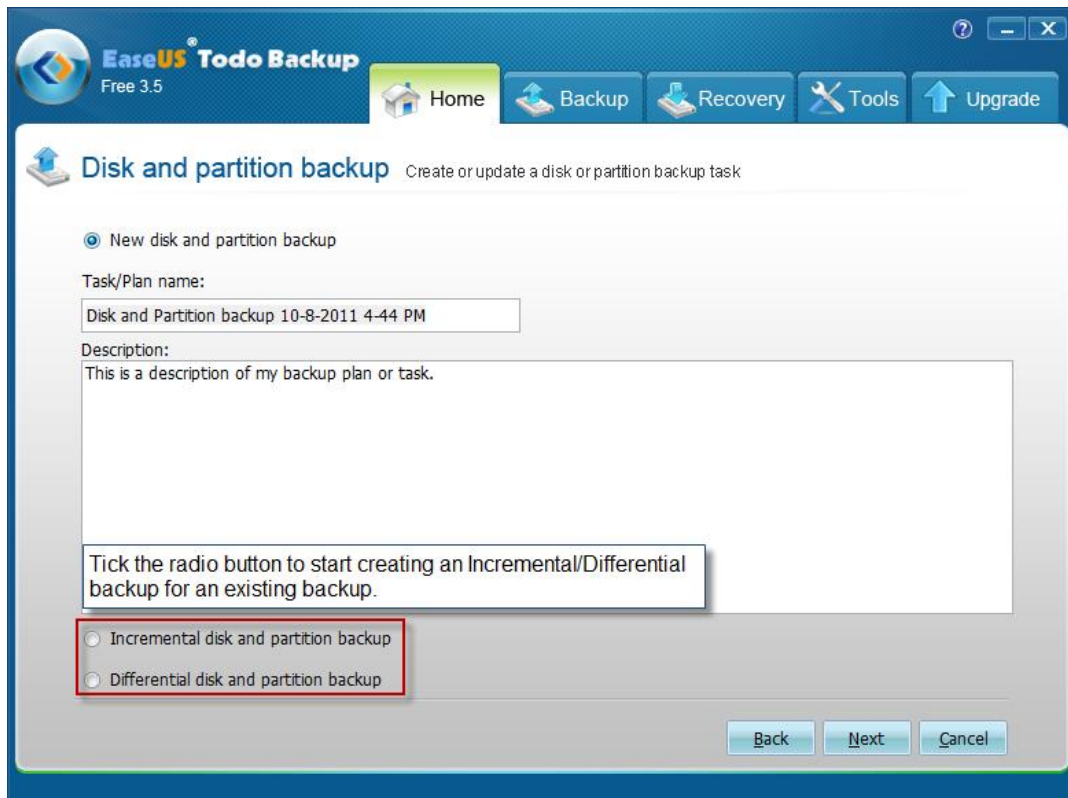 EaseUS® Todo Backup
Free 3.5
Home
Backup
Recovery
Tools
Upgrade
Disk and partition backup Create or update a disk or partition backup task
New disk and partition backup
Task/Plan name:
Disk and Partition backup 10-8-2011 4-44 PM
Description:
This is a description of my backup plan or task.
Tick the radio button to start creating an Incremental/Differential
backup for an existing backup.
Incremental disk and partition backup
Differential disk and partition backup
Back
Next
Cancel